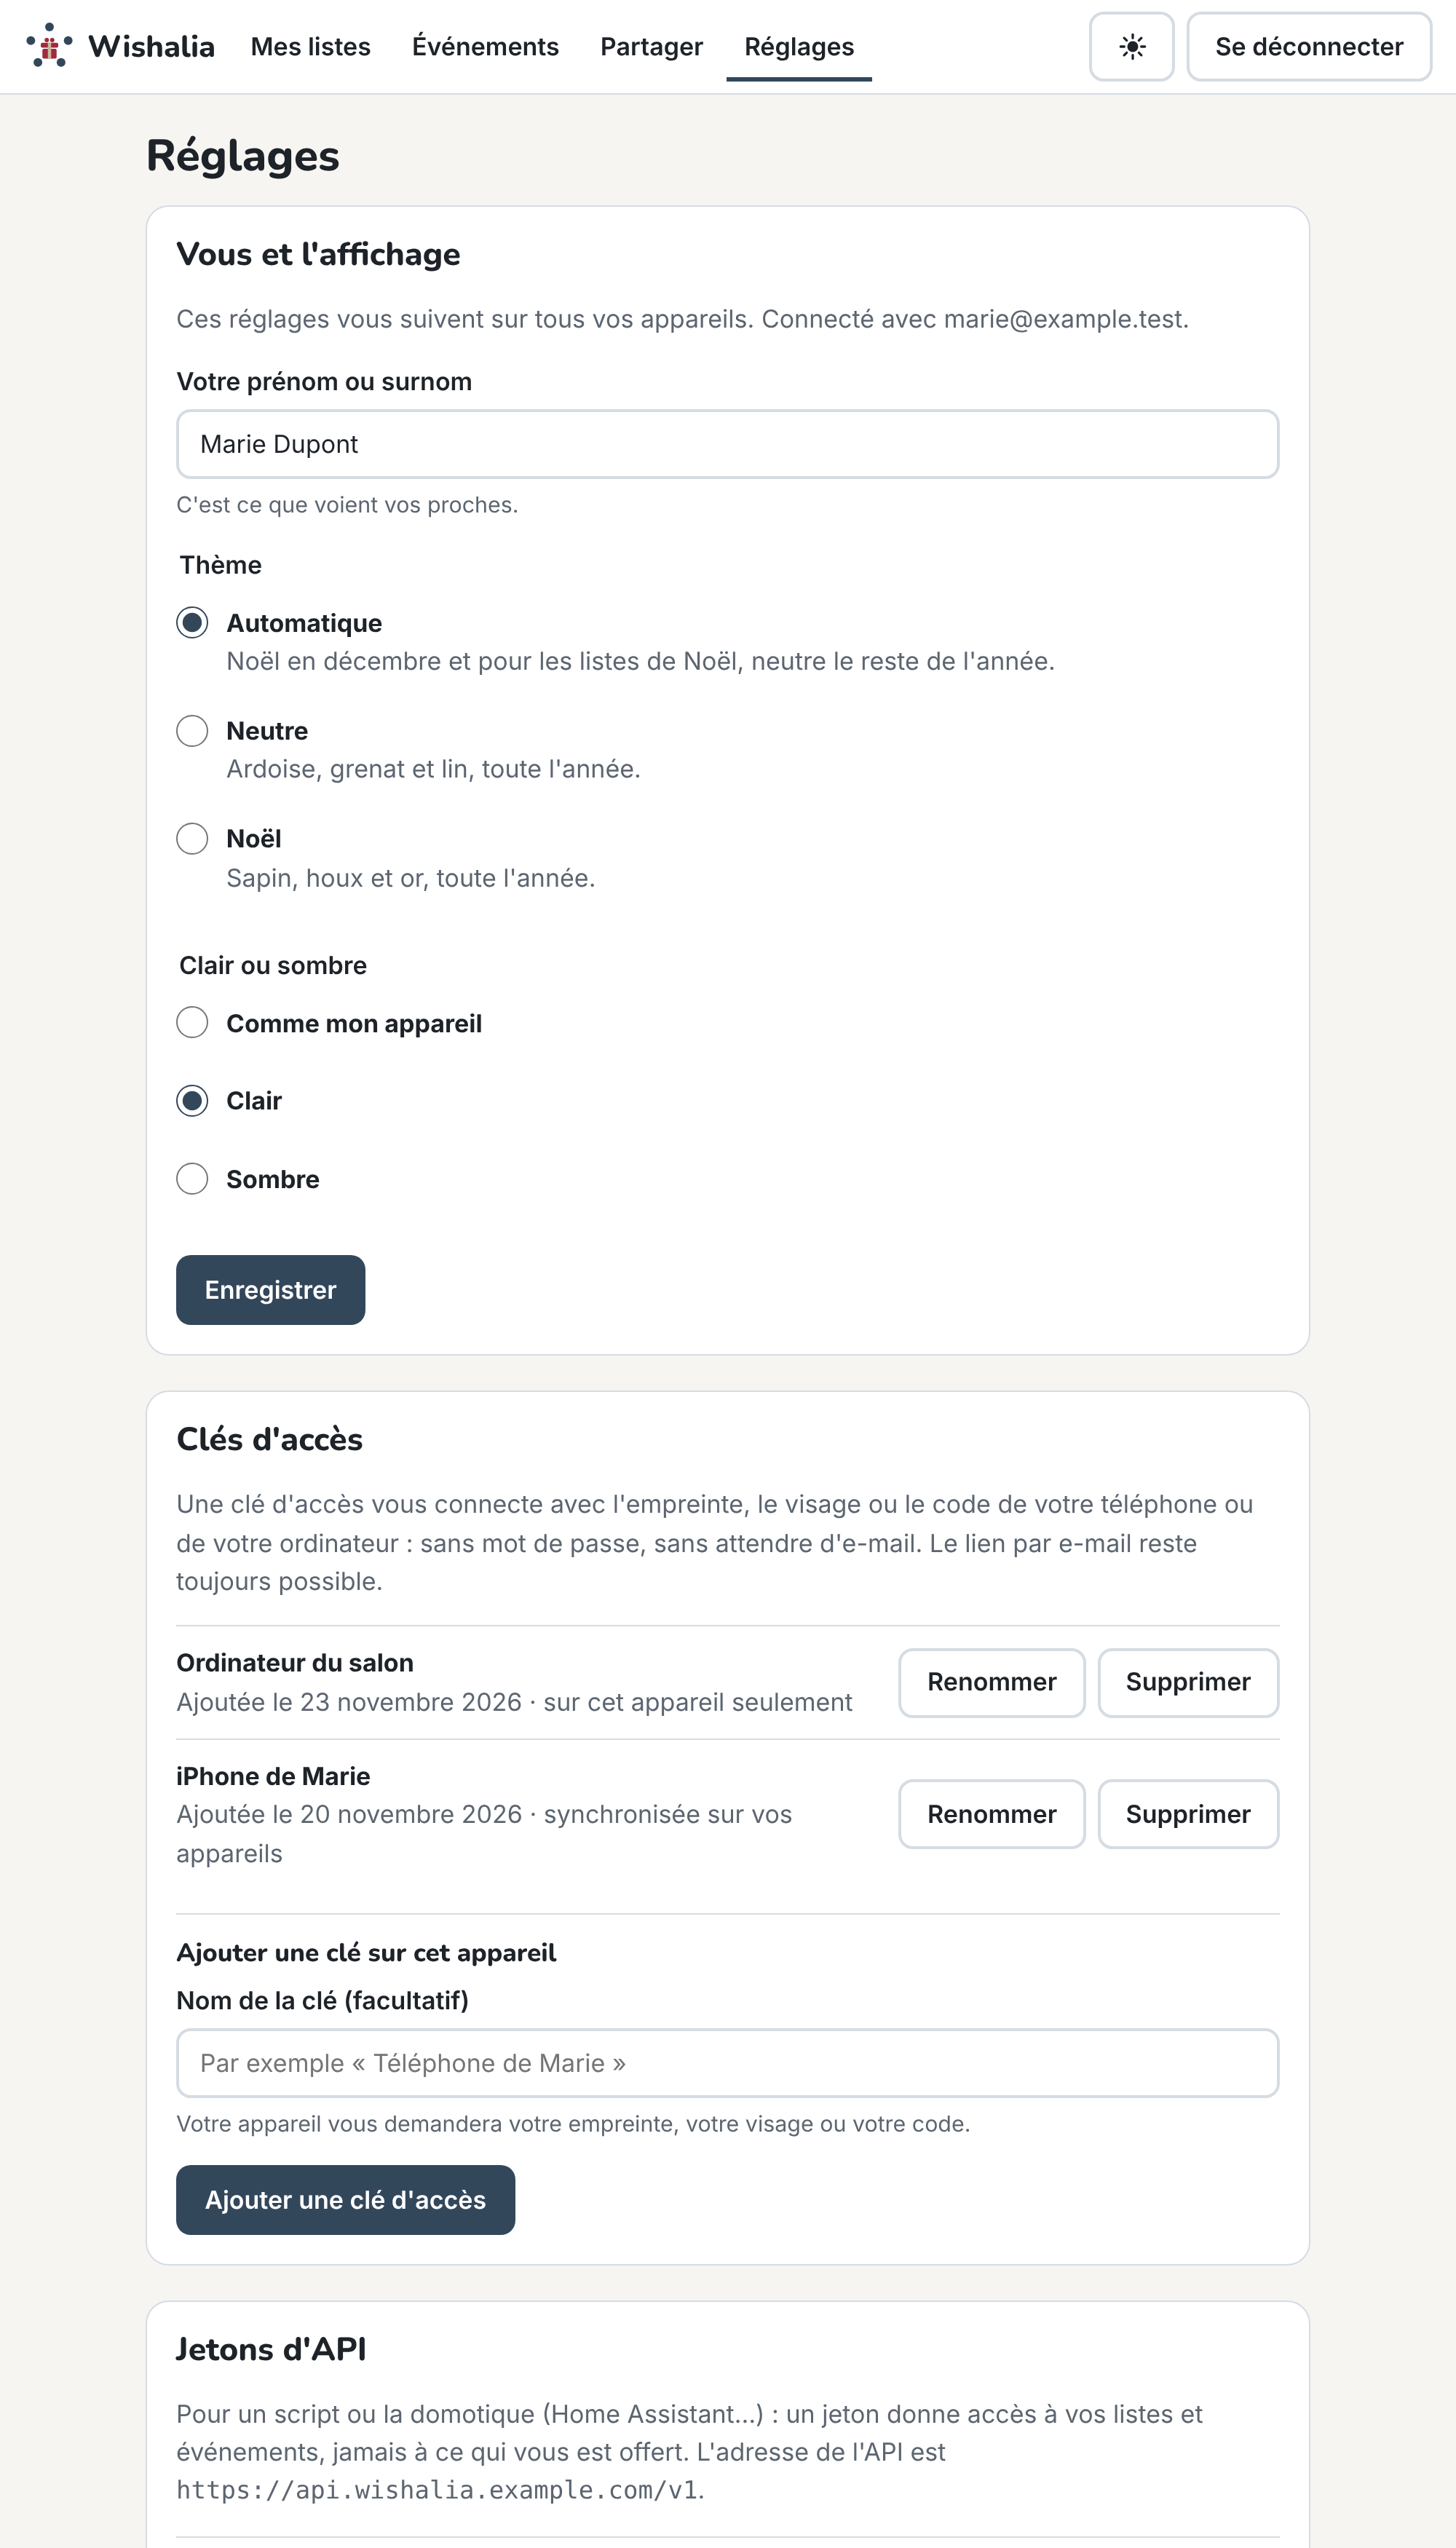 Wishalia
Mes listes
Événements
Partager
Réglages
Se déconnecter
Réglages
Vous et l'affichage
Ces réglages vous suivent sur tous vos appareils. Connecté avec marie@example.test.
Votre prénom ou surnom
Marie Dupont
C'est ce que voient vos proches.
Thème
Automatique
Noël en décembre et pour les listes de Noël, neutre le reste de l'année.
Neutre
Ardoise, grenat et lin, toute l'année.
Noël
Sapin, houx et or, toute l'année.
Clair ou sombre
Comme mon appareil
Clair
Sombre
Enregistrer
Clés d'accès
Une clé d'accès vous connecte avec l'empreinte, le visage ou le code de votre téléphone ou
de votre ordinateur : sans mot de passe, sans attendre d'e-mail. Le lien par e-mail reste
toujours possible.
Ordinateur du salon
Ajoutée le 23 novembre 2026 · sur cet appareil seulement
Renommer
Supprimer
iPhone de Marie
Ajoutée le 20 novembre 2026 · synchronisée sur vos
appareils
Renommer
Supprimer
Ajouter une clé sur cet appareil
Nom de la clé (facultatif)
Par exemple « Téléphone de Marie »
Votre appareil vous demandera votre empreinte, votre visage ou votre code.
Ajouter une clé d'accès
Jetons d'API
Pour un script ou la domotique (Home Assistant…) : un jeton donne accès à vos listes et
événements, jamais à ce qui vous est offert. L'adresse de l'API est
https://api.wishalia.example.com/v1.